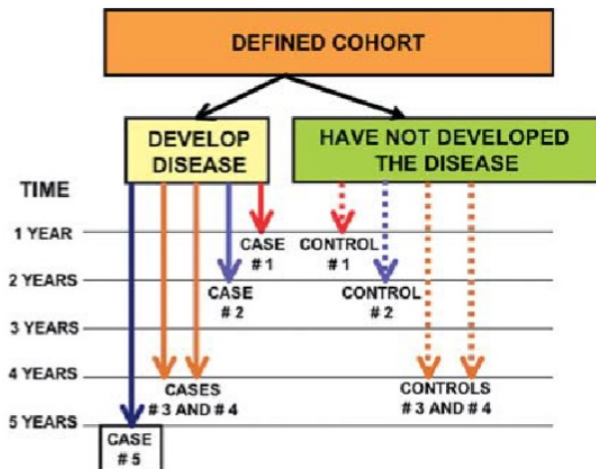 DEFINED COHORT
DEVELOP
DISEASE
HAVE NOT DEVELOPED
THE DISEASE
TIME
1 YEAR
CASE
# 1
CONTROL
# 1
2 YEARS
CASE
# 2
CONTROL
# 2
3 YEARS
4 YEARS
CASES
# 3 AND # 4
CONTROLS
# 3 AND # 4
5 YEARS
CASE
# 5